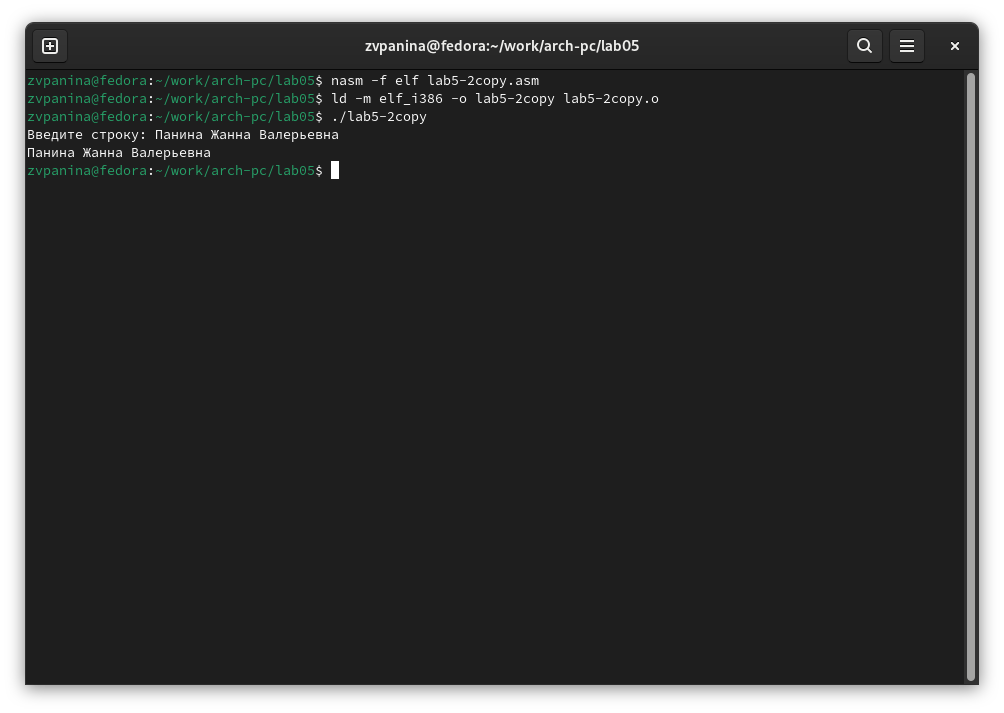 zvpanina@fedora:~/work/arch-pc/lab05
zvpanina@fedora:~/work/arch-pc/lab05$ nasm -f elf lab5-2copy.asm
zvpanina@fedora:~/work/arch-pc/lab05$ ld -m elf_i386 -o lab5-2copy lab5-2copy.o
zvpanina@fedora:~/work/arch-pc/lab05$ ./lab5-2copy
Введите строку: Панина Жанна Валерьевна
Панина Жанна Валерьевна
zvpanina@fedora:~/work/arch-pc/lab05$